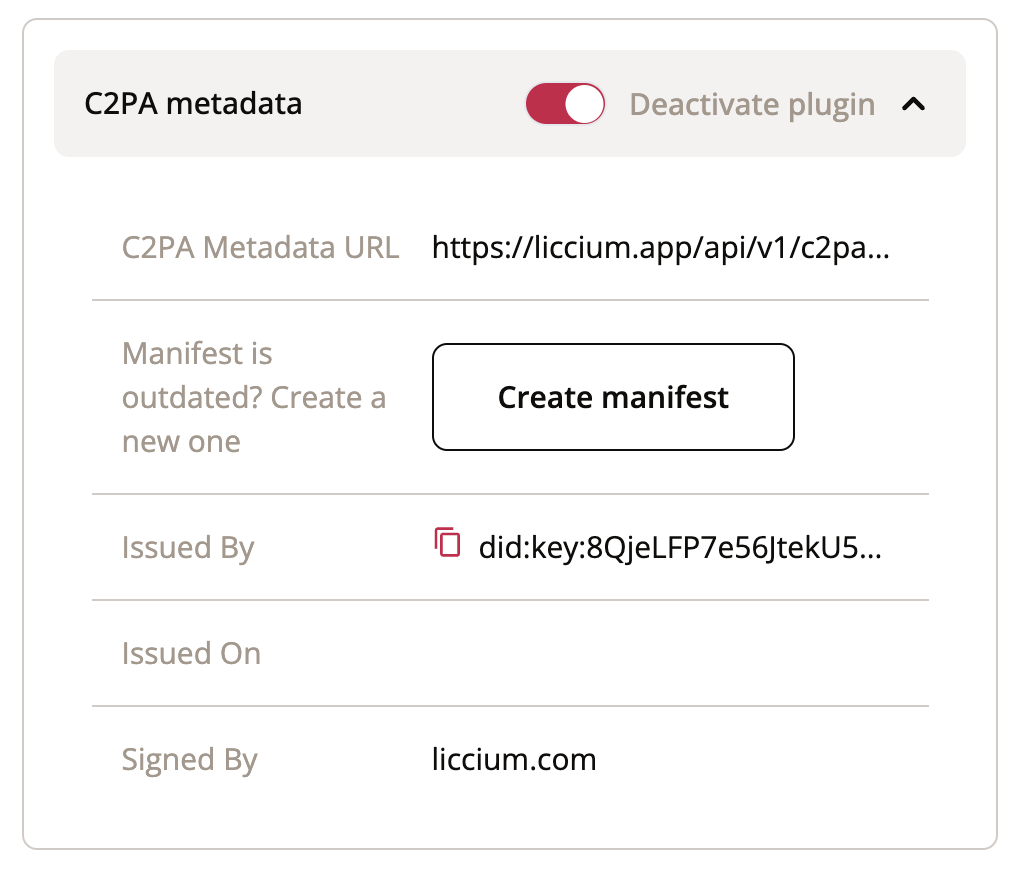 C2PA metadata Deactivate plugin
C2PA Metadata URL https://liccium.app/api/v1/c2pa...
Manifest is
outdated? Create a
new one
Create manifest
Issued By did:key:8QjeLFP7e56JtekU5...
Issued On
Signed By liccium.com